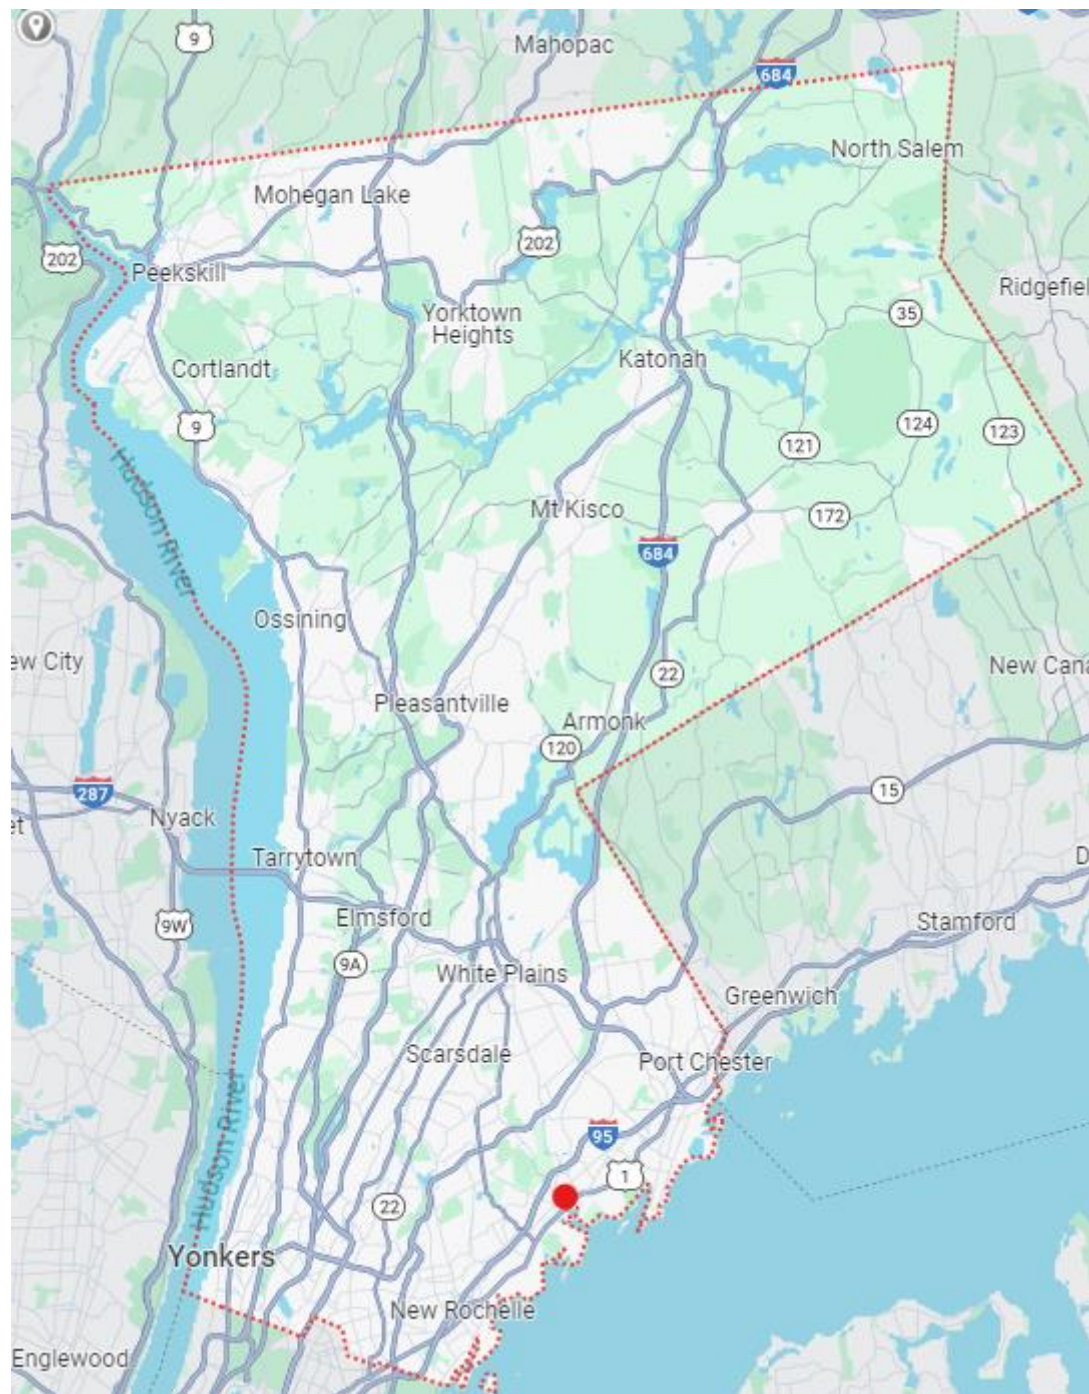 9
Mahopac
684
North Salem
Mohegan Lake
202
202
Peekskill
Ridgefiel
35
Yorktown
Heights
Katonah
Cortlandt
9
121
124
123
Hudson River
Mt Kisco
172
684
Ossining
ew City
22
New Cana
Pleasantville
Armonk
120
287
15
Nyack
et
Tarrytown
D
Elmsford
9W
Stamford
9A
White Plains
Greenwich
Scarsdale
Port Chester
95
Hudson River
1
22
Yonkers
New Rochelle
Englewood